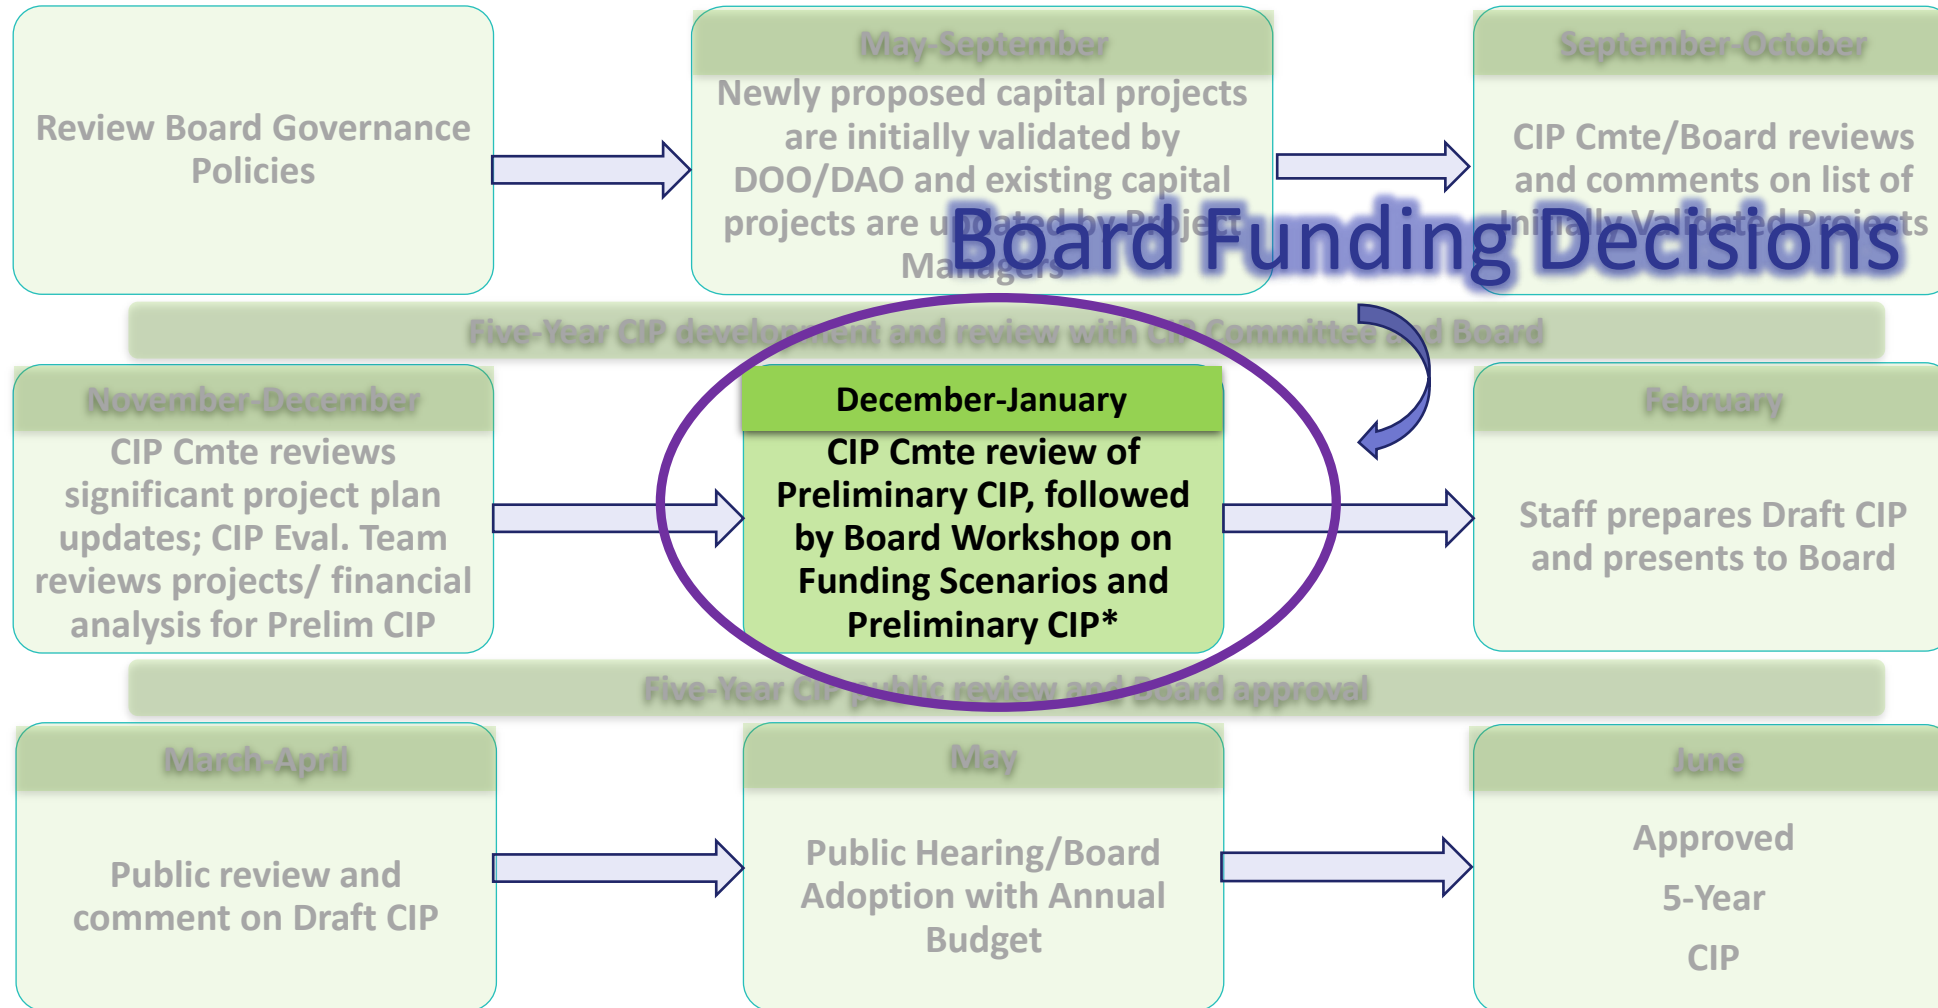 Review Board Governance
Policies
May-September
Newly proposed capital projects
are initially validated by
DOO/DAO and existing capital
projects are updated by Project
Managers
September-October
CIP Cmte/Board reviews
and comments on list of
Initially Validated Projects
Board Funding Decisions
Five-Year CIP development and review with CIP Committee and Board
November-December
CIP Cmte reviews
significant project plan
updates; CIP Eval. Team
reviews projects/ financial
analysis for Prelim CIP
December-January
CIP Cmte review of
Preliminary CIP, followed
by Board Workshop on
Funding Scenarios and
Preliminary CIP*
February
Staff prepares Draft CIP
and presents to Board
Five-Year CIP public review and Board approval
March-April
Public review and
comment on Draft CIP
May
Public Hearing/Board
Adoption with Annual
Budget
June
Approved
5-Year
CIP